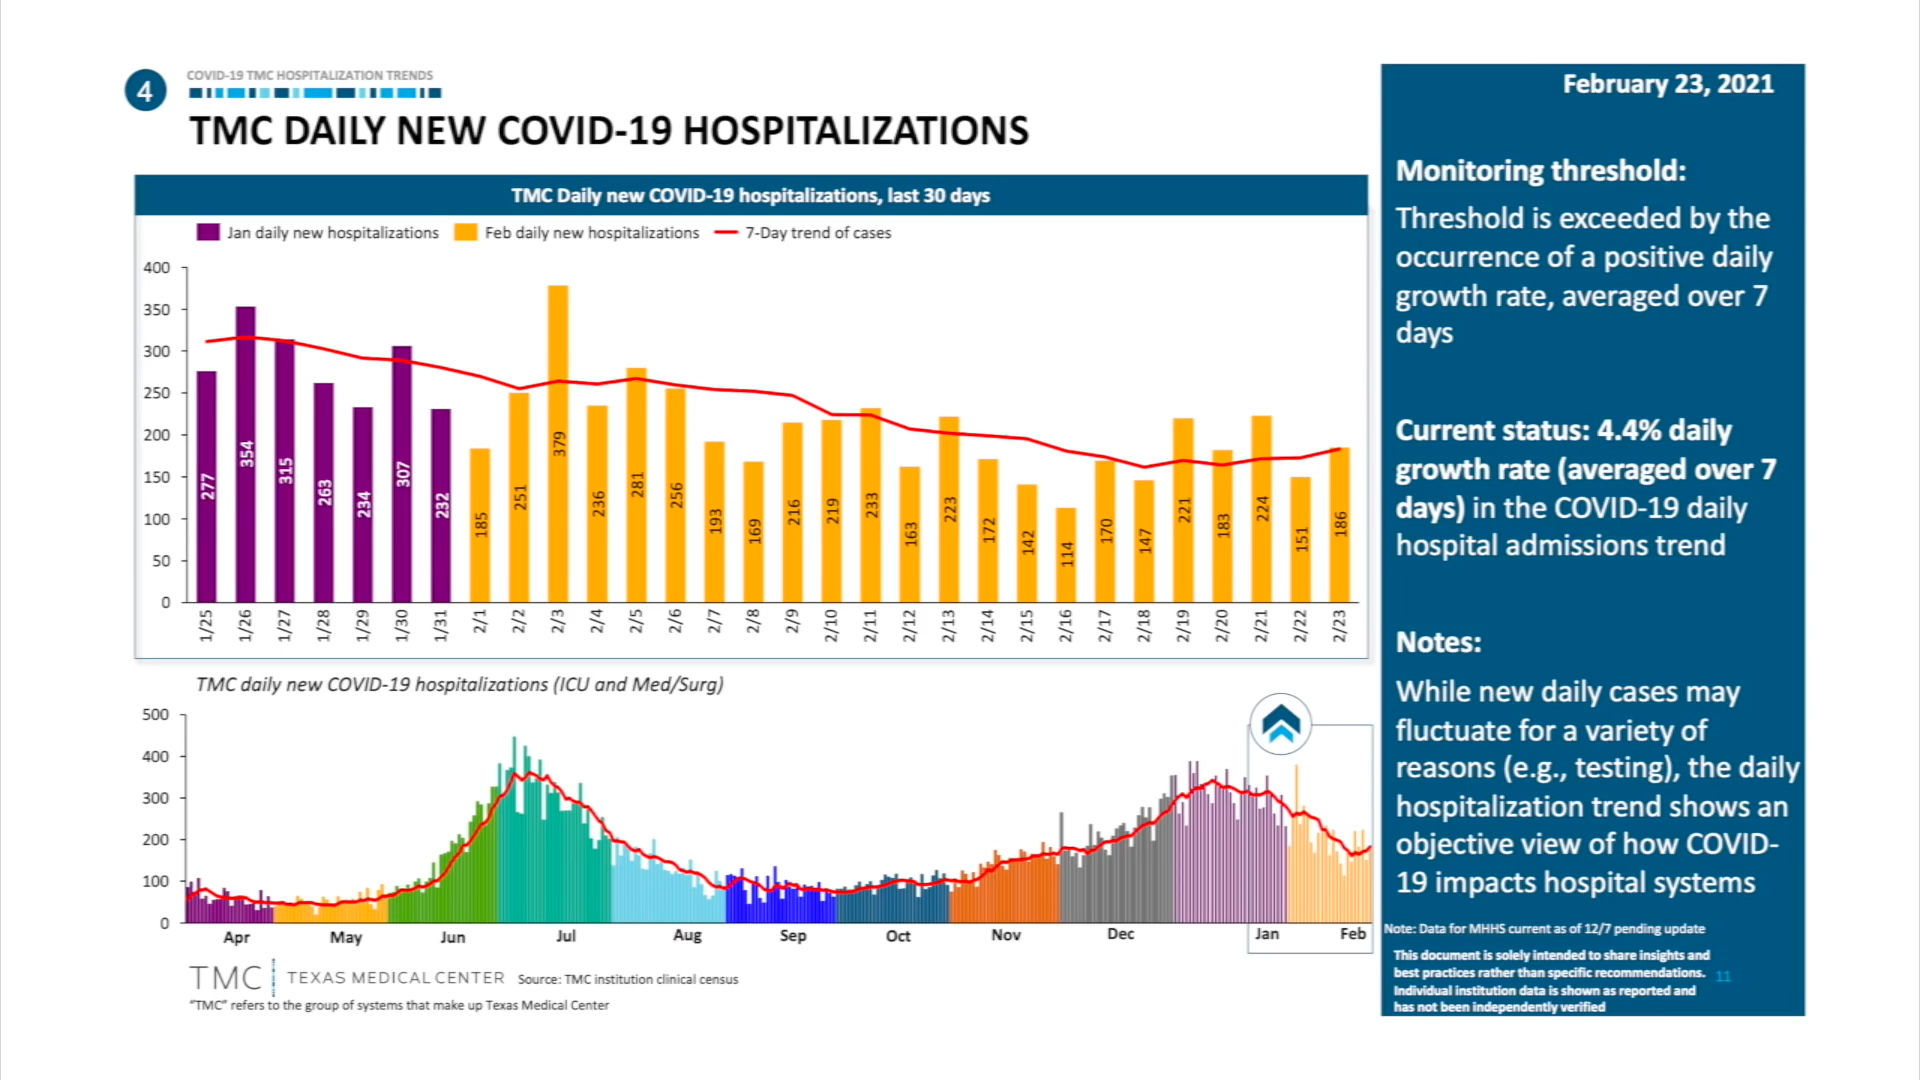 4
COVID-19 TMC HOSPITALIZATION TRENDS
TMC DAILY NEW COVID-19 HOSPITALIZATIONS
TMC Daily new COVID-19 hospitalizations, last 30 days
Jan daily new hospitalizations Feb daily new hospitalizations 7-Day trend of cases
400
350
300
250
200
150
100
50
0
277 354 315 263 234 307 232 185 251 379 236 281 256 193 169 216 219 233 163 223 172 142 114 170 147 221 183 224 151 186
1/25 1/26 1/27 1/28 1/29 1/30 1/31 2/1 2/2 2/3 2/4 2/5 2/6 2/7 2/8 2/9 2/10 2/11 2/12 2/13 2/14 2/15 2/16 2/17 2/18 2/19 2/20 2/21 2/22 2/23
TMC daily new COVID-19 hospitalizations (ICU and Med/Surg)
500
400
300
200
100
0
Apr May Jun Jul Aug Sep Oct Nov Dec Jan Feb
TMC TEXAS MEDICAL CENTER Source: TMC institution clinical census
"TMC" refers to the group of systems that make up Texas Medical Center
February 23, 2021
Monitoring threshold:
Threshold is exceeded by the
occurrence of a positive daily
growth rate, averaged over 7
days
Current status: 4.4% daily
growth rate (averaged over 7
days) in the COVID-19 daily
hospital admissions trend
Notes:
While new daily cases may
fluctuate for a variety of
reasons (e.g., testing), the daily
hospitalization trend shows an
objective view of how COVID-
19 impacts hospital systems
Note: Data for MHHS current as of 12/7 pending update
This document is solely intended to share insights and
best practices rather than specific recommendations.
Individual institution data is shown as reported and
has not been independently verified
11